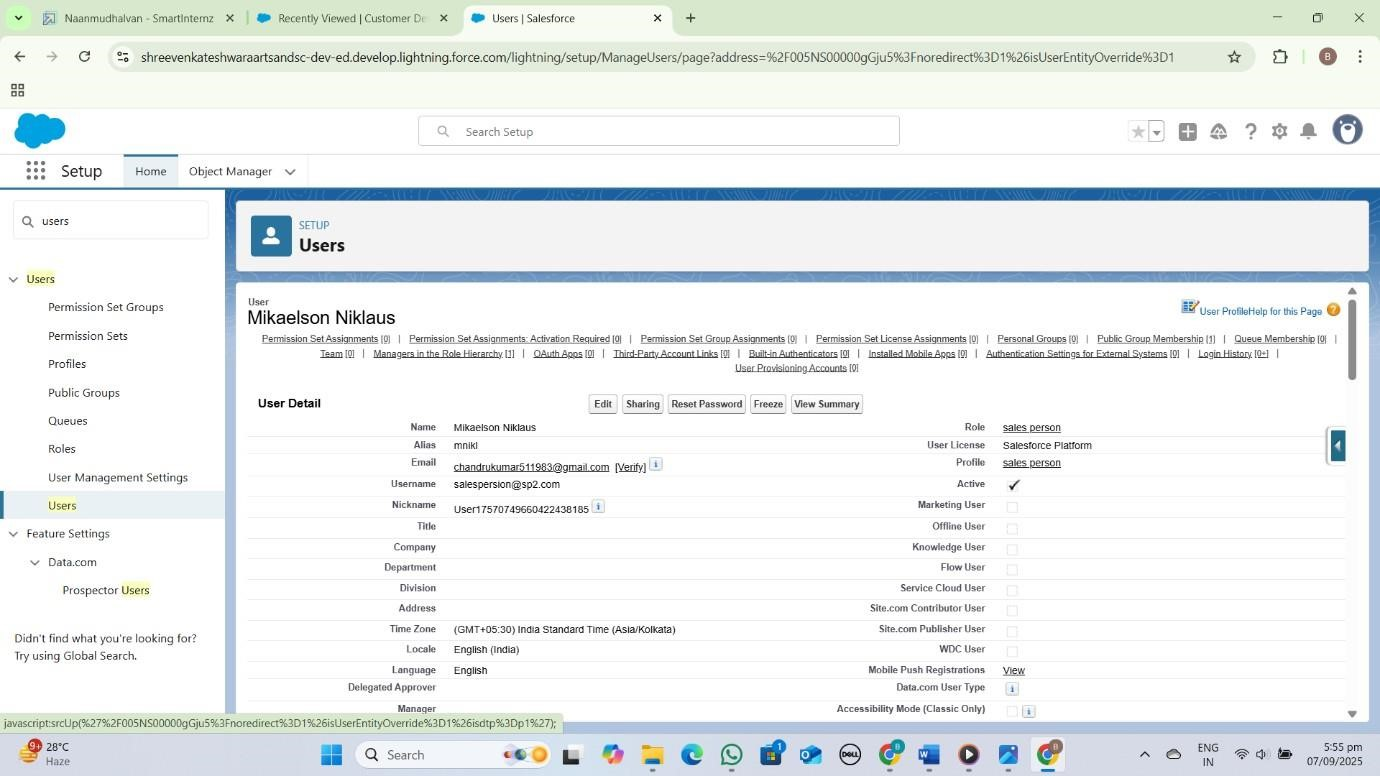 Naanmudhalvan - SmartInternz
Recently Viewed | Customer De
Users | Salesforce
shreevenkateshwaraartsandsc-dev-ed.develop.lightning.force.com/lightning/setup/ManageUsers/page?address=%2F005NS00000gGju5%3Fnoredirect%3D1%26isUserEntityOverride%3D1
B
Search Setup
Setup
Home
Object Manager
users
SETUP
Users
Users
Permission Set Groups
Permission Sets
Profiles
Public Groups
Queues
Roles
User Management Settings
Users
Feature Settings
Data.com
Prospector Users
Didn't find what you're looking for?
Try using Global Search.
User
Mikaelson Niklaus
User Profile Help for this Page
Permission Set Assignments [0] | Permission Set Assignments: Activation Required [0] | Permission Set Group Assignments [0] | Permission Set License Assignments [0] | Personal Groups [0] | Public Group Membership [1] | Queue Membership [0] |
Team [0] | Managers in the Role Hierarchy [1] | OAuth Apps [0] | Third-Party Account Links [0] | Built-in Authenticators [0] | Installed Mobile Apps [0] | Authentication Settings for External Systems [0] | Login History [0+] |
User Provisioning Accounts [0]
User Detail
Edit Sharing Reset Password Freeze View Summary
Name Mikaelson Niklaus Role sales person
Alias mnikl User License Salesforce Platform
Email chandrukumar511983@gmail.com [Verify] i Profile sales person
Username salespersion@sp2.com Active
Nickname User17570749660422438185 i Marketing User
Title Offline User
Company Knowledge User
Department Flow User
Division Service Cloud User
Address Site.com Contributor User
Time Zone (GMT+05:30) India Standard Time (Asia/Kolkata) Site.com Publisher User
Locale English (India) WDC User
Language English Mobile Push Registrations View
Delegated Approver Data.com User Type i
Manager Accessibility Mode (Classic Only) i
javascript:srcUp(%27%2F005NS00000gGju5%3Fnoredirect%3D1%26isUserEntityOverride%3D1%26isdtp%3Dp1%27);
9+
28°C
Haze
Search
1
DELL
B
B
ENG
IN
5:55 pm
07/09/2025